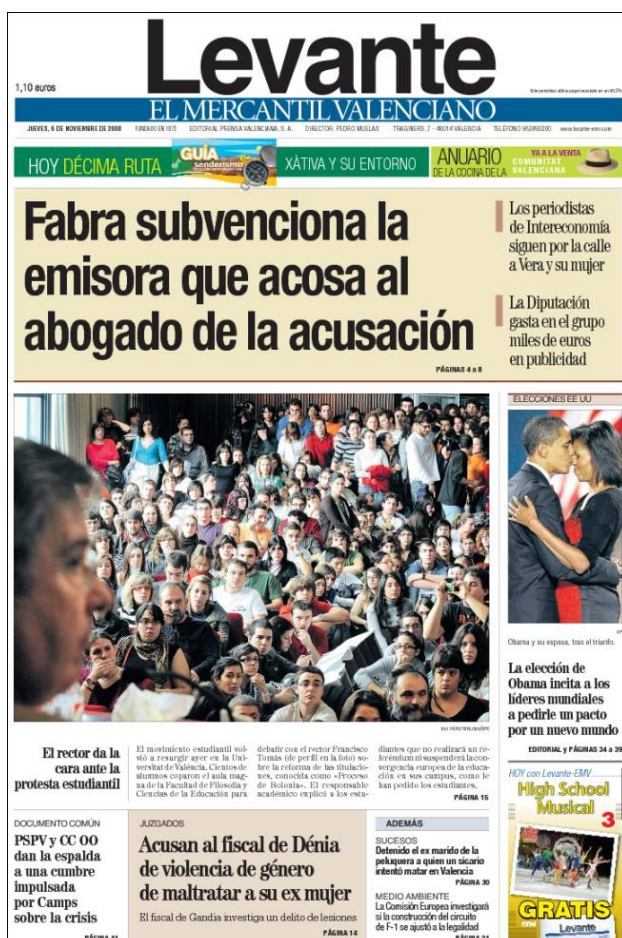 Levante
1,10 euros
EL MERCANTIL VALENCIANO
JUEVES, 6 DE NOVIEMBRE DE 2008 FUNDADO EN 1872 EDITORIAL PRENSA VALENCIANA, S. A. DIRECTOR: PEDRO MUELAS TRAGINERS, 7 – 46014 VALENCIA TELÉFONO 963992200 www.levante-emv.com
HOY DÉCIMA RUTA
GUÍA
senderismo
XÀTIVA Y SU ENTORNO
ANUARIO
DE LA COCINA DE LA
YA A LA VENTA
COMUNITAT
VALENCIANA
Fabra subvenciona la
emisora que acosa al
abogado de la acusación
PÁGINAS 4 a 8
Los periodistas
de Intereconomía
siguen por la calle
a Vera y su mujer
La Diputación
gasta en el grupo
miles de euros
en publicidad
ELECCIONES EE UU
Obama y su esposa, tras el triunfo.
La elección de
Obama incita a los
líderes mundiales
a pedirle un pacto
por un nuevo mundo
EDITORIAL y PÁGINAS 34 a 39
El rector da la
cara ante la
protesta estudiantil
El movimiento estudiantil vol-
vió a resurgir ayer en la Uni-
versitat de València. Cientos de
alumnos coparon el aula mag-
na de la Facultad de Filosofía y
Ciencias de la Educación para
debatir con el rector Francisco
Tomás (de perfil en la foto) so-
bre la reforma de las titulacio-
nes, conocida como «Proceso
de Bolonia». El responsable
académico explicó a los estu-
diantes que no realizará un re-
feréndum ni suspenderá la con-
vergencia europea de la educa-
ción en sus campus, como le
han pedido los estudiantes.
PÁGINA 15
DOCUMENTO COMÚN
PSPV y CC OO
dan la espalda
a una cumbre
impulsada
por Camps
sobre la crisis
PÁGINA 41
JUZGADOS
Acusan al fiscal de Dénia
de violencia de género
de maltratar a su ex mujer
El fiscal de Gandia investiga un delito de lesiones
PÁGINA 14
ADEMÁS
SUCESOS
Detenido el ex marido de la
peluquera a quien un sicario
intentó matar en Valencia
PÁGINA 30
MEDIO AMBIENTE
La Comisión Europea investigará
si la construcción del circuito
de F-1 se ajustó a la legalidad
PÁGINA 31
HOY con Levante-EMV
High School
Musical
3
GRATIS
con
Levante